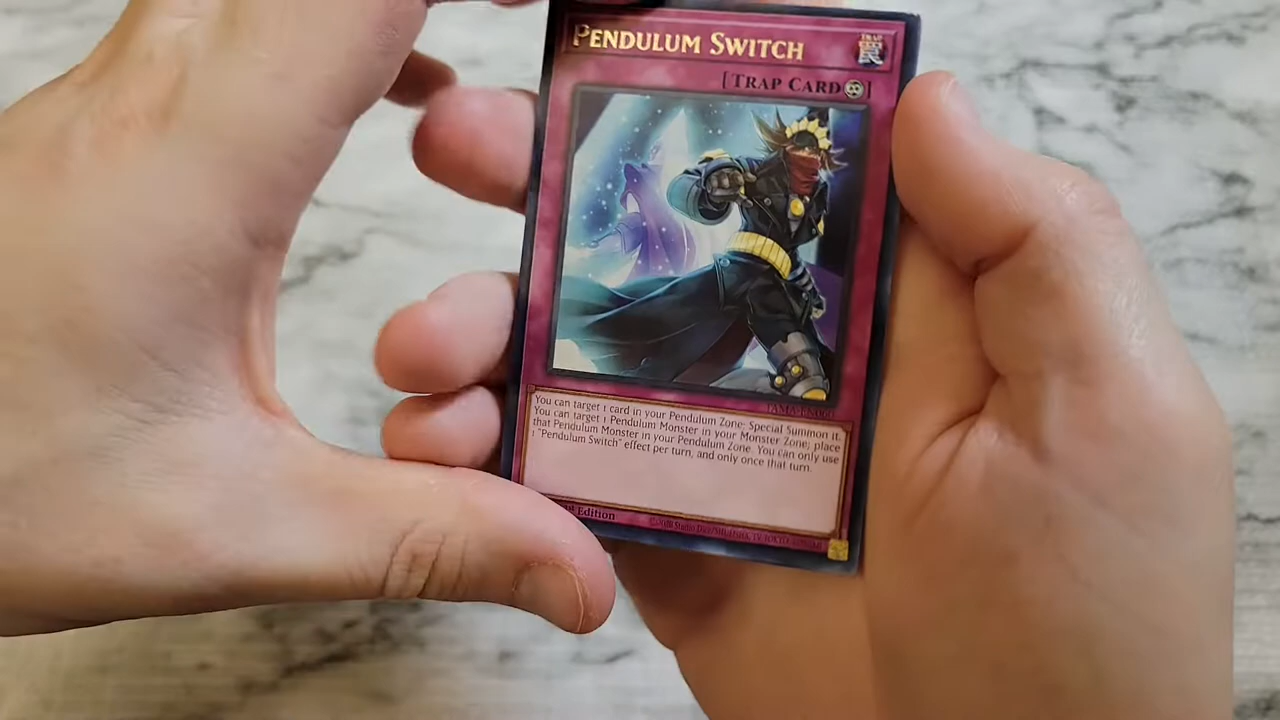 PENDULUM SWITCH
TRAP
罠
[TRAP CARD]
You can target 1 card in your Pendulum Zone; Special Summon it.
You can target 1 Pendulum Monster in your Monster Zone; place
that Pendulum Monster in your Pendulum Zone. You can only use
1 "Pendulum Switch" effect per turn, and only once that turn.
Edition